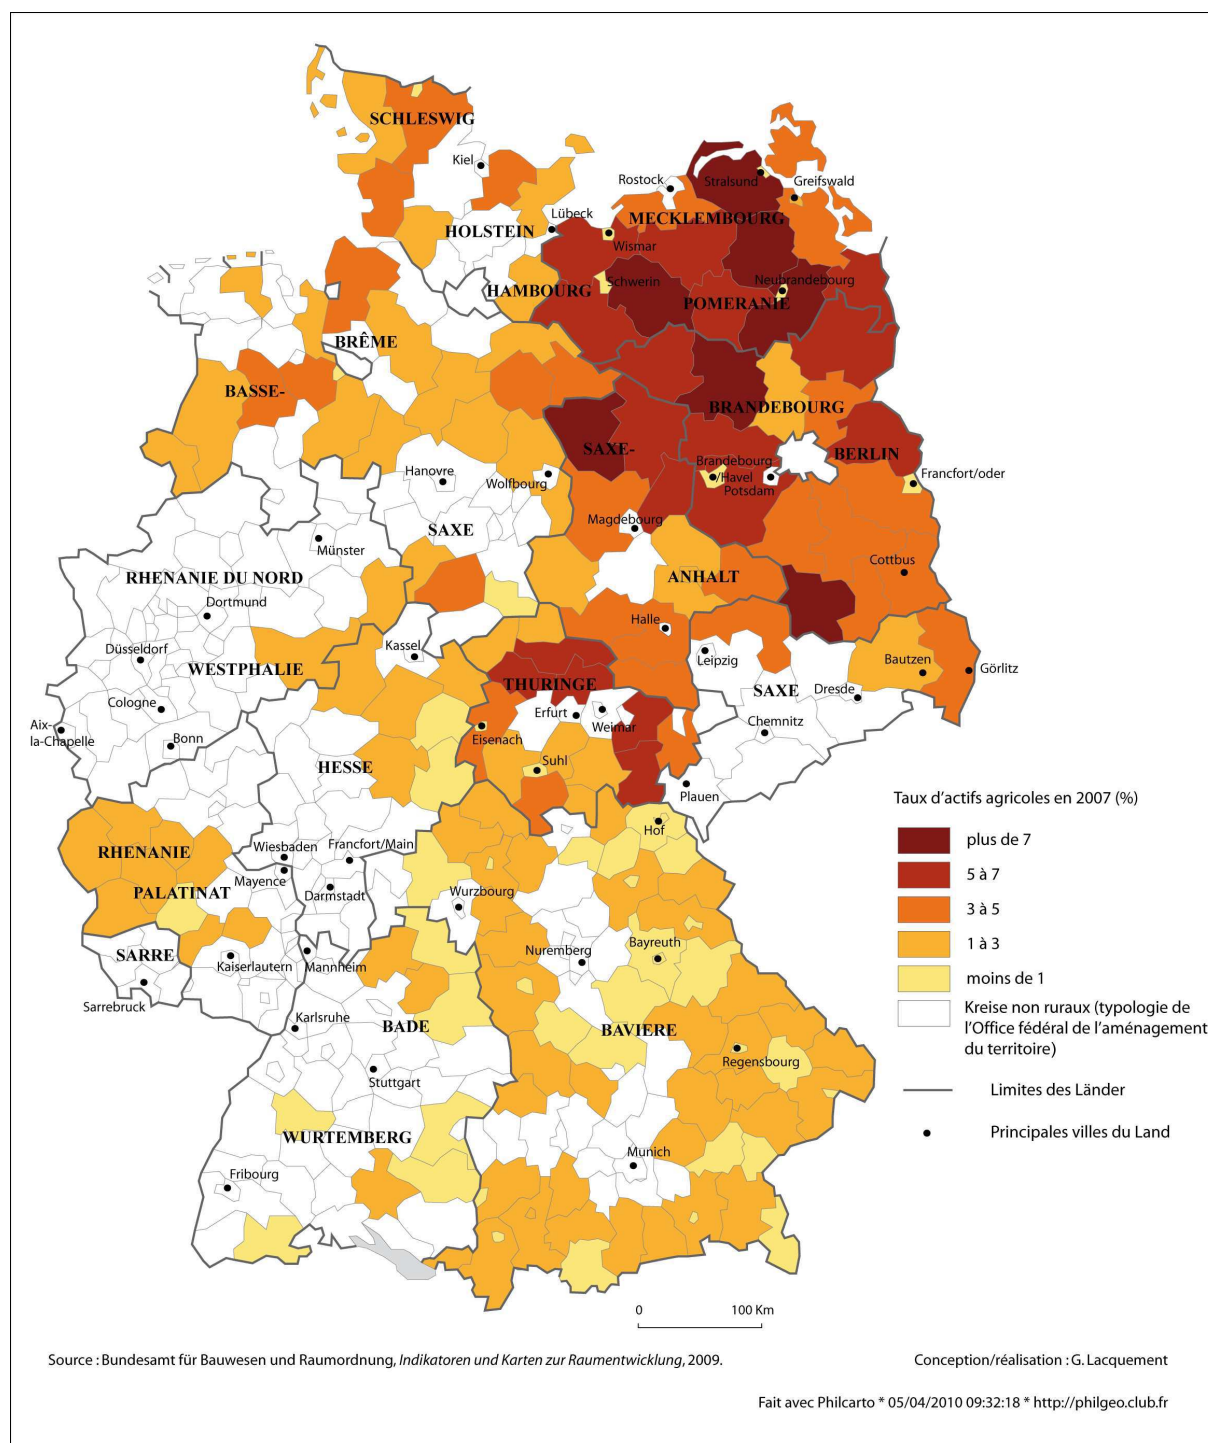 SCHLESWIG
Kiel
Rostock
Stralsund
Greifswald
Lübeck
MECKLEMBOURG
HOLSTEIN
Wismar
HAMBOURG
Schwerin
Neubrandebourg
POMERANIE
BRÊME
BASSE-
BRANDEBOURG
SAXE-
BERLIN
Brandebourg
/Havel
Potsdam
Francfort/oder
Hanovre
Wolfbourg
SAXE
Magdebourg
Münster
RHENANIE DU NORD
ANHALT
Cottbus
Dortmund
Halle
Düsseldorf
WESTPHALIE
Kassel
Leipzig
Bautzen
Görlitz
THURINGE
SAXE
Dresde
Cologne
Erfurt
Weimar
Aix-
la-Chapelle
Bonn
Eisenach
Chemnitz
Suhl
HESSE
Plauen
Hof
RHENANIE
Wiesbaden
Francfort/Main
Mayence
PALATINAT
Darmstadt
Wurzbourg
SARRE
Kaiserlautern
Mannheim
Nuremberg
Bayreuth
Sarrebruck
Karlsruhe
BADE
BAVIERE
Regensbourg
Stuttgart
WURTEMBERG
Munich
Fribourg
Taux d'actifs agricoles en 2007 (%)
plus de 7
5 à 7
3 à 5
1 à 3
moins de 1
Kreise non ruraux (typologie de
l'Office fédéral de l'aménagement
du territoire)
Limites des Länder
Principales villes du Land
0 100 Km
Source : Bundesamt für Bauwesen und Raumordnung, Indikatoren und Karten zur Raumentwicklung, 2009.
Conception/réalisation : G. Lacquement
Fait avec Philcarto * 05/04/2010 09:32:18 * http://philgeo.club.fr